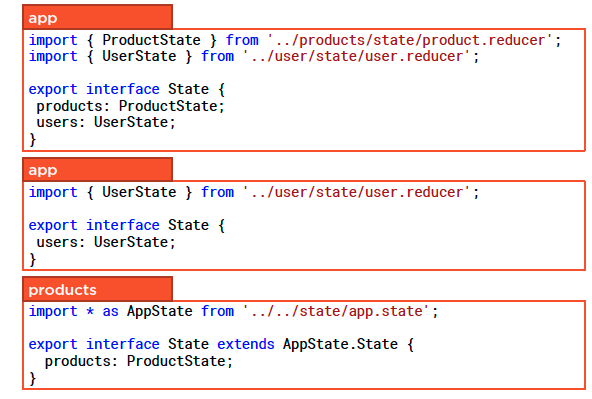 app
import { ProductState } from '../products/state/product.reducer';
import { UserState } from '../user/state/user.reducer';
export interface State {
products: ProductState;
users: UserState;
}
app
import { UserState } from '../user/state/user.reducer';
export interface State {
users: UserState;
}
products
import * as AppState from '../../state/app.state';
export interface State extends AppState.State {
products: ProductState;
}